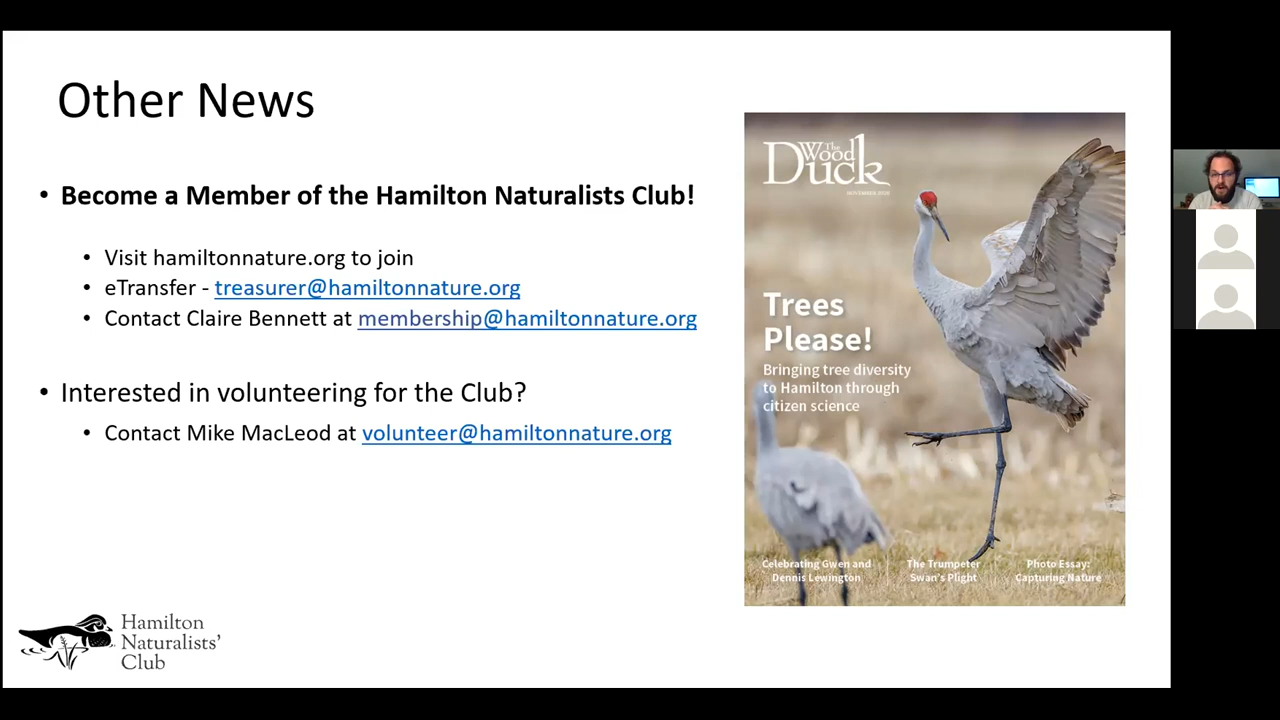 Other News
• Become a Member of the Hamilton Naturalists Club!
• Visit hamiltonnature.org to join
• eTransfer - treasurer@hamiltonnature.org
• Contact Claire Bennett at membership@hamiltonnature.org
• Interested in volunteering for the Club?
• Contact Mike MacLeod at volunteer@hamiltonnature.org
Hamilton
Naturalists'
Club
The
Wood
Duck
Trees
Please!
Bringing tree diversity
to Hamilton through
citizen science
Celebrating Gwen and
Dennis Lewington
The Trumpeter
Swan's Plight
Photo Essay:
Capturing Nature